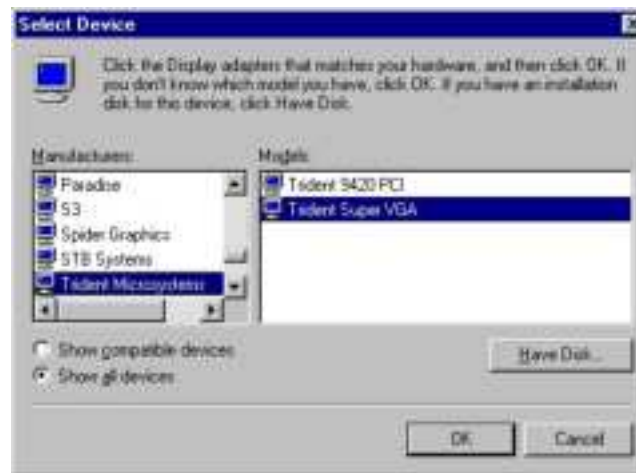 Select Device
Click the Display adapters that matches your hardware, and then click OK. If
you don't know which model you have, click OK. If you have an installation
disk for this device, click Have Disk.
Manufacturers:
Models:
Paradise
S3
Spider Graphics
STB Systems
Trident Microsystems
Trident 9420 PCI
Trident Super VGA
Show compatible devices
Show all devices
Have Disk...
OK
Cancel